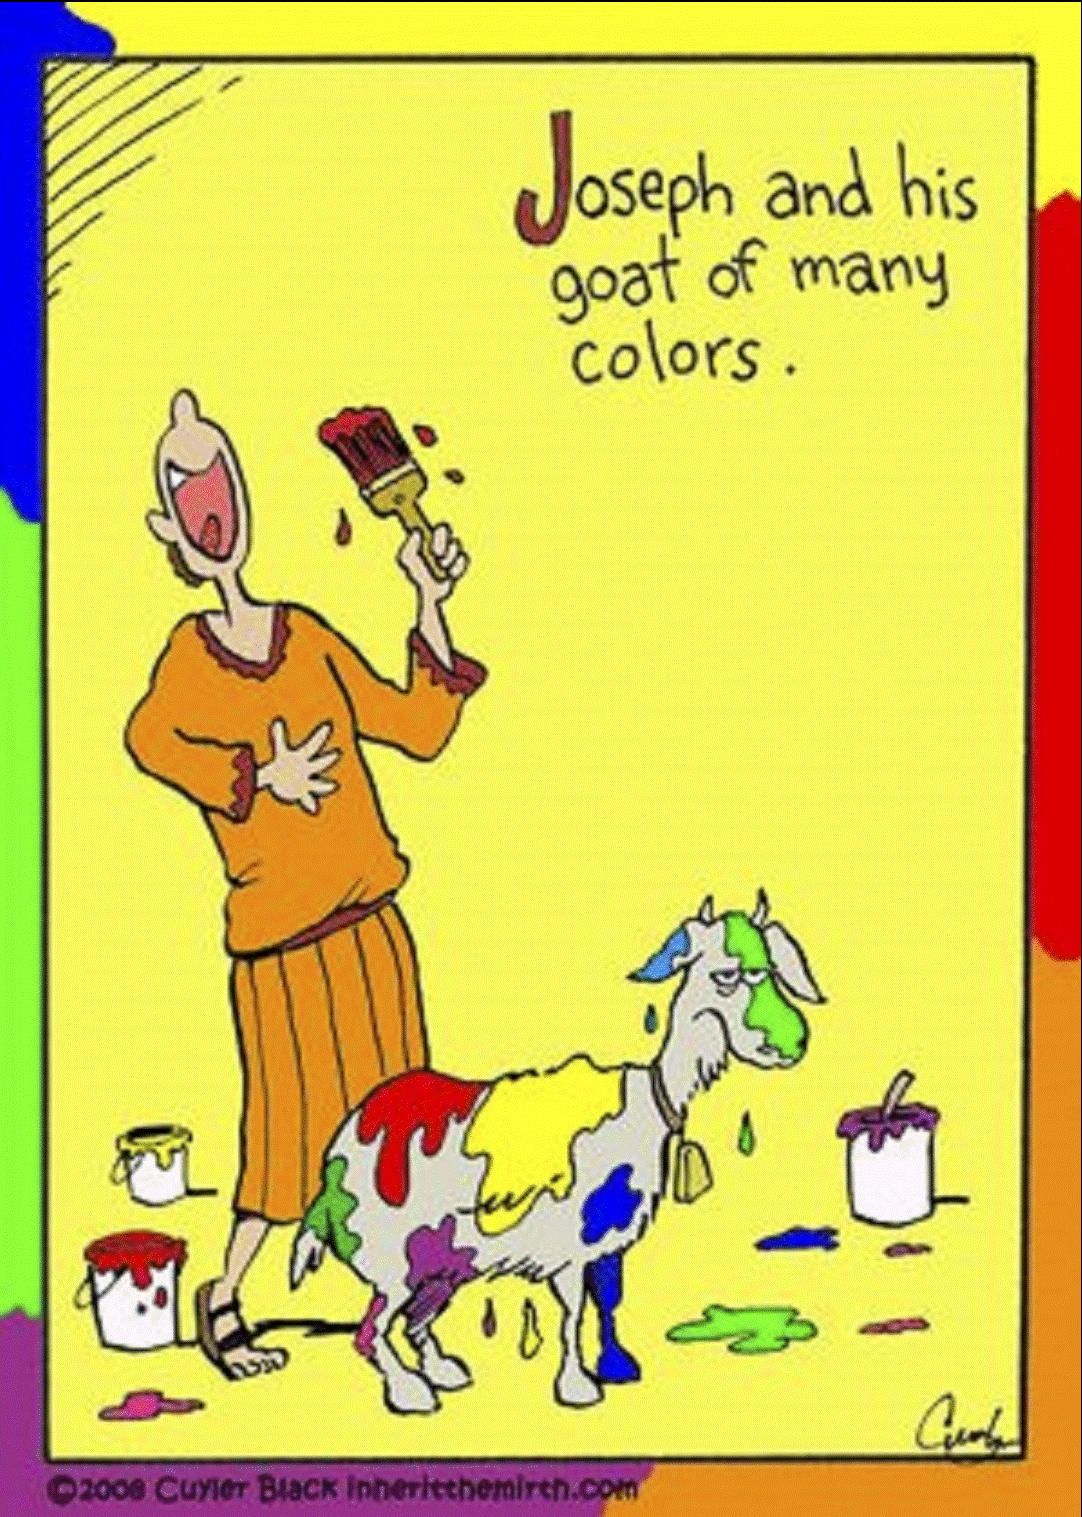 Joseph and his
goat of many
colors.
©2008 Cuyler Black inheritthemirth.com